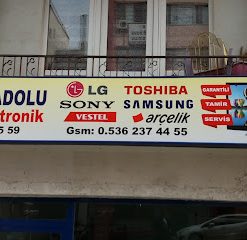 ADOLU
tronik
5 59
LG TOSHIBA
SONY SAMSUNG
VESTEL arçelik
Gsm: 0.536 237 44 55
GARANTİLİ
TAMİR
SERVİS